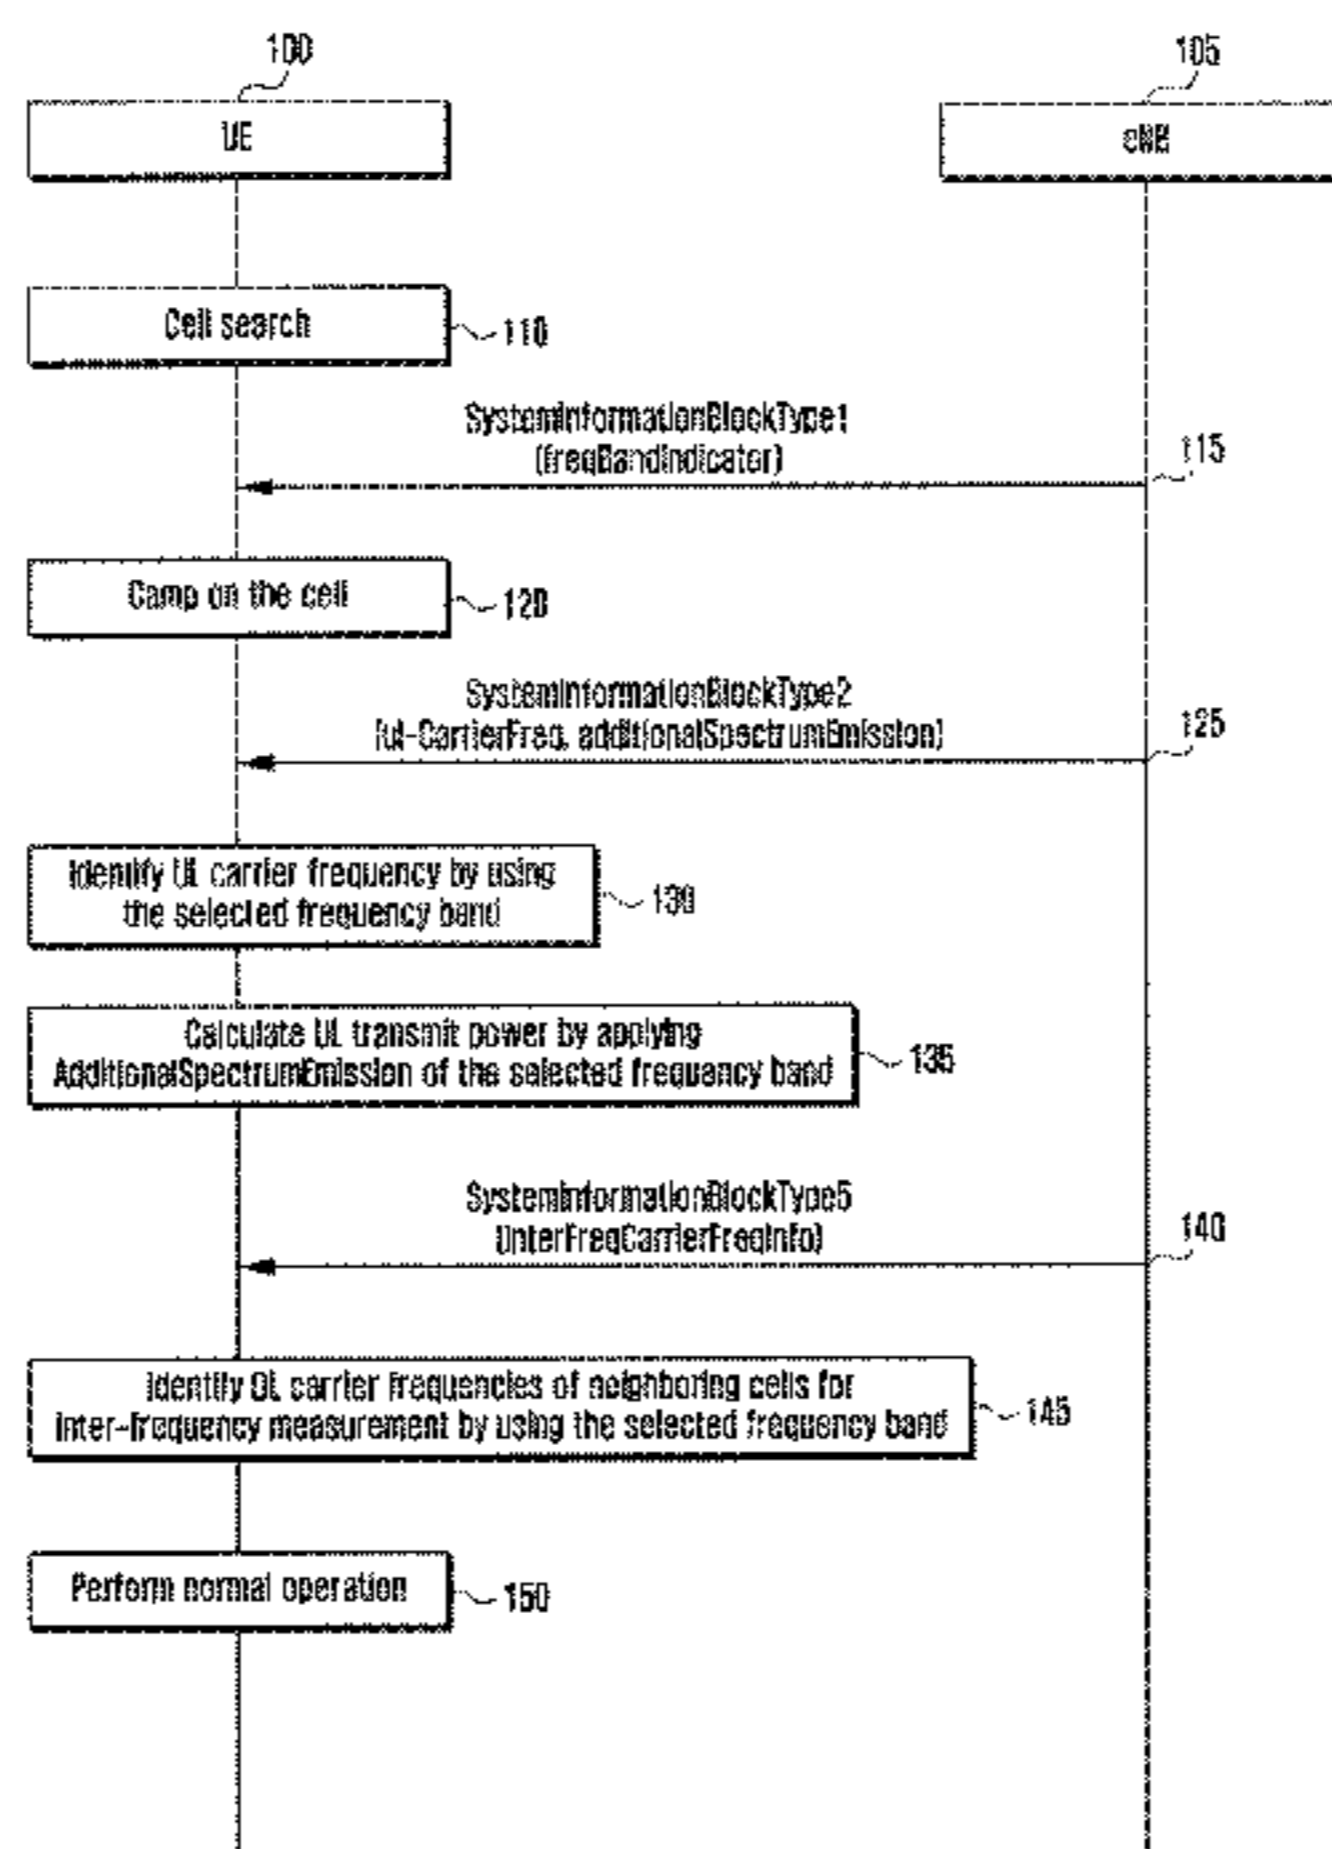 100
105
UE
eNB
Cell search
110
SystemInformationBlockType1
(freqBandIndicator)
115
Camp on the cell
120
SystemInformationBlockType2
(ul-CarrierFreq, additionalSpectrumEmission)
125
Identify UL carrier frequency by using
the selected frequency band
130
Calculate UL transmit power by applying
AdditionalSpectrumEmission of the selected frequency band
135
SystemInformationBlockType5
(InterFreqCarrierFreqInfo)
140
Identify DL carrier frequencies of neighboring cells for
inter-frequency measurement by using the selected frequency band
145
Perform normal operation
150